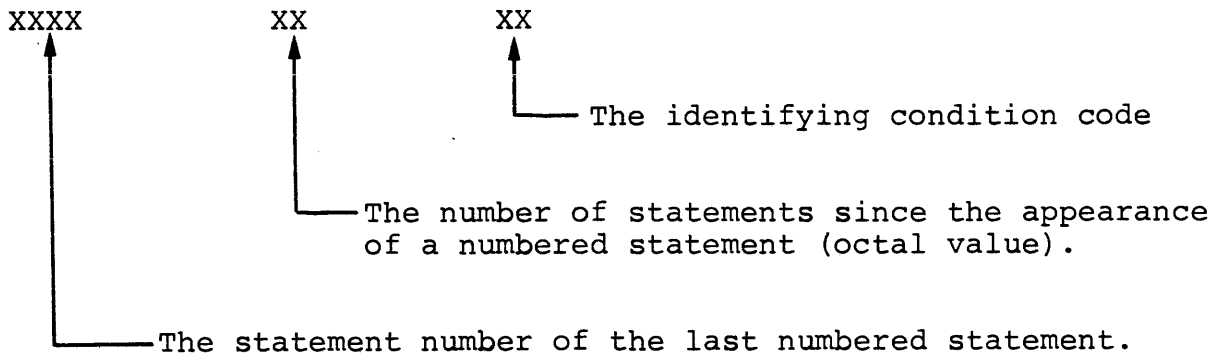 XXXX XX XX
The identifying condition code
The number of statements since the appearance
of a numbered statement (octal value).
The statement number of the last numbered statement.